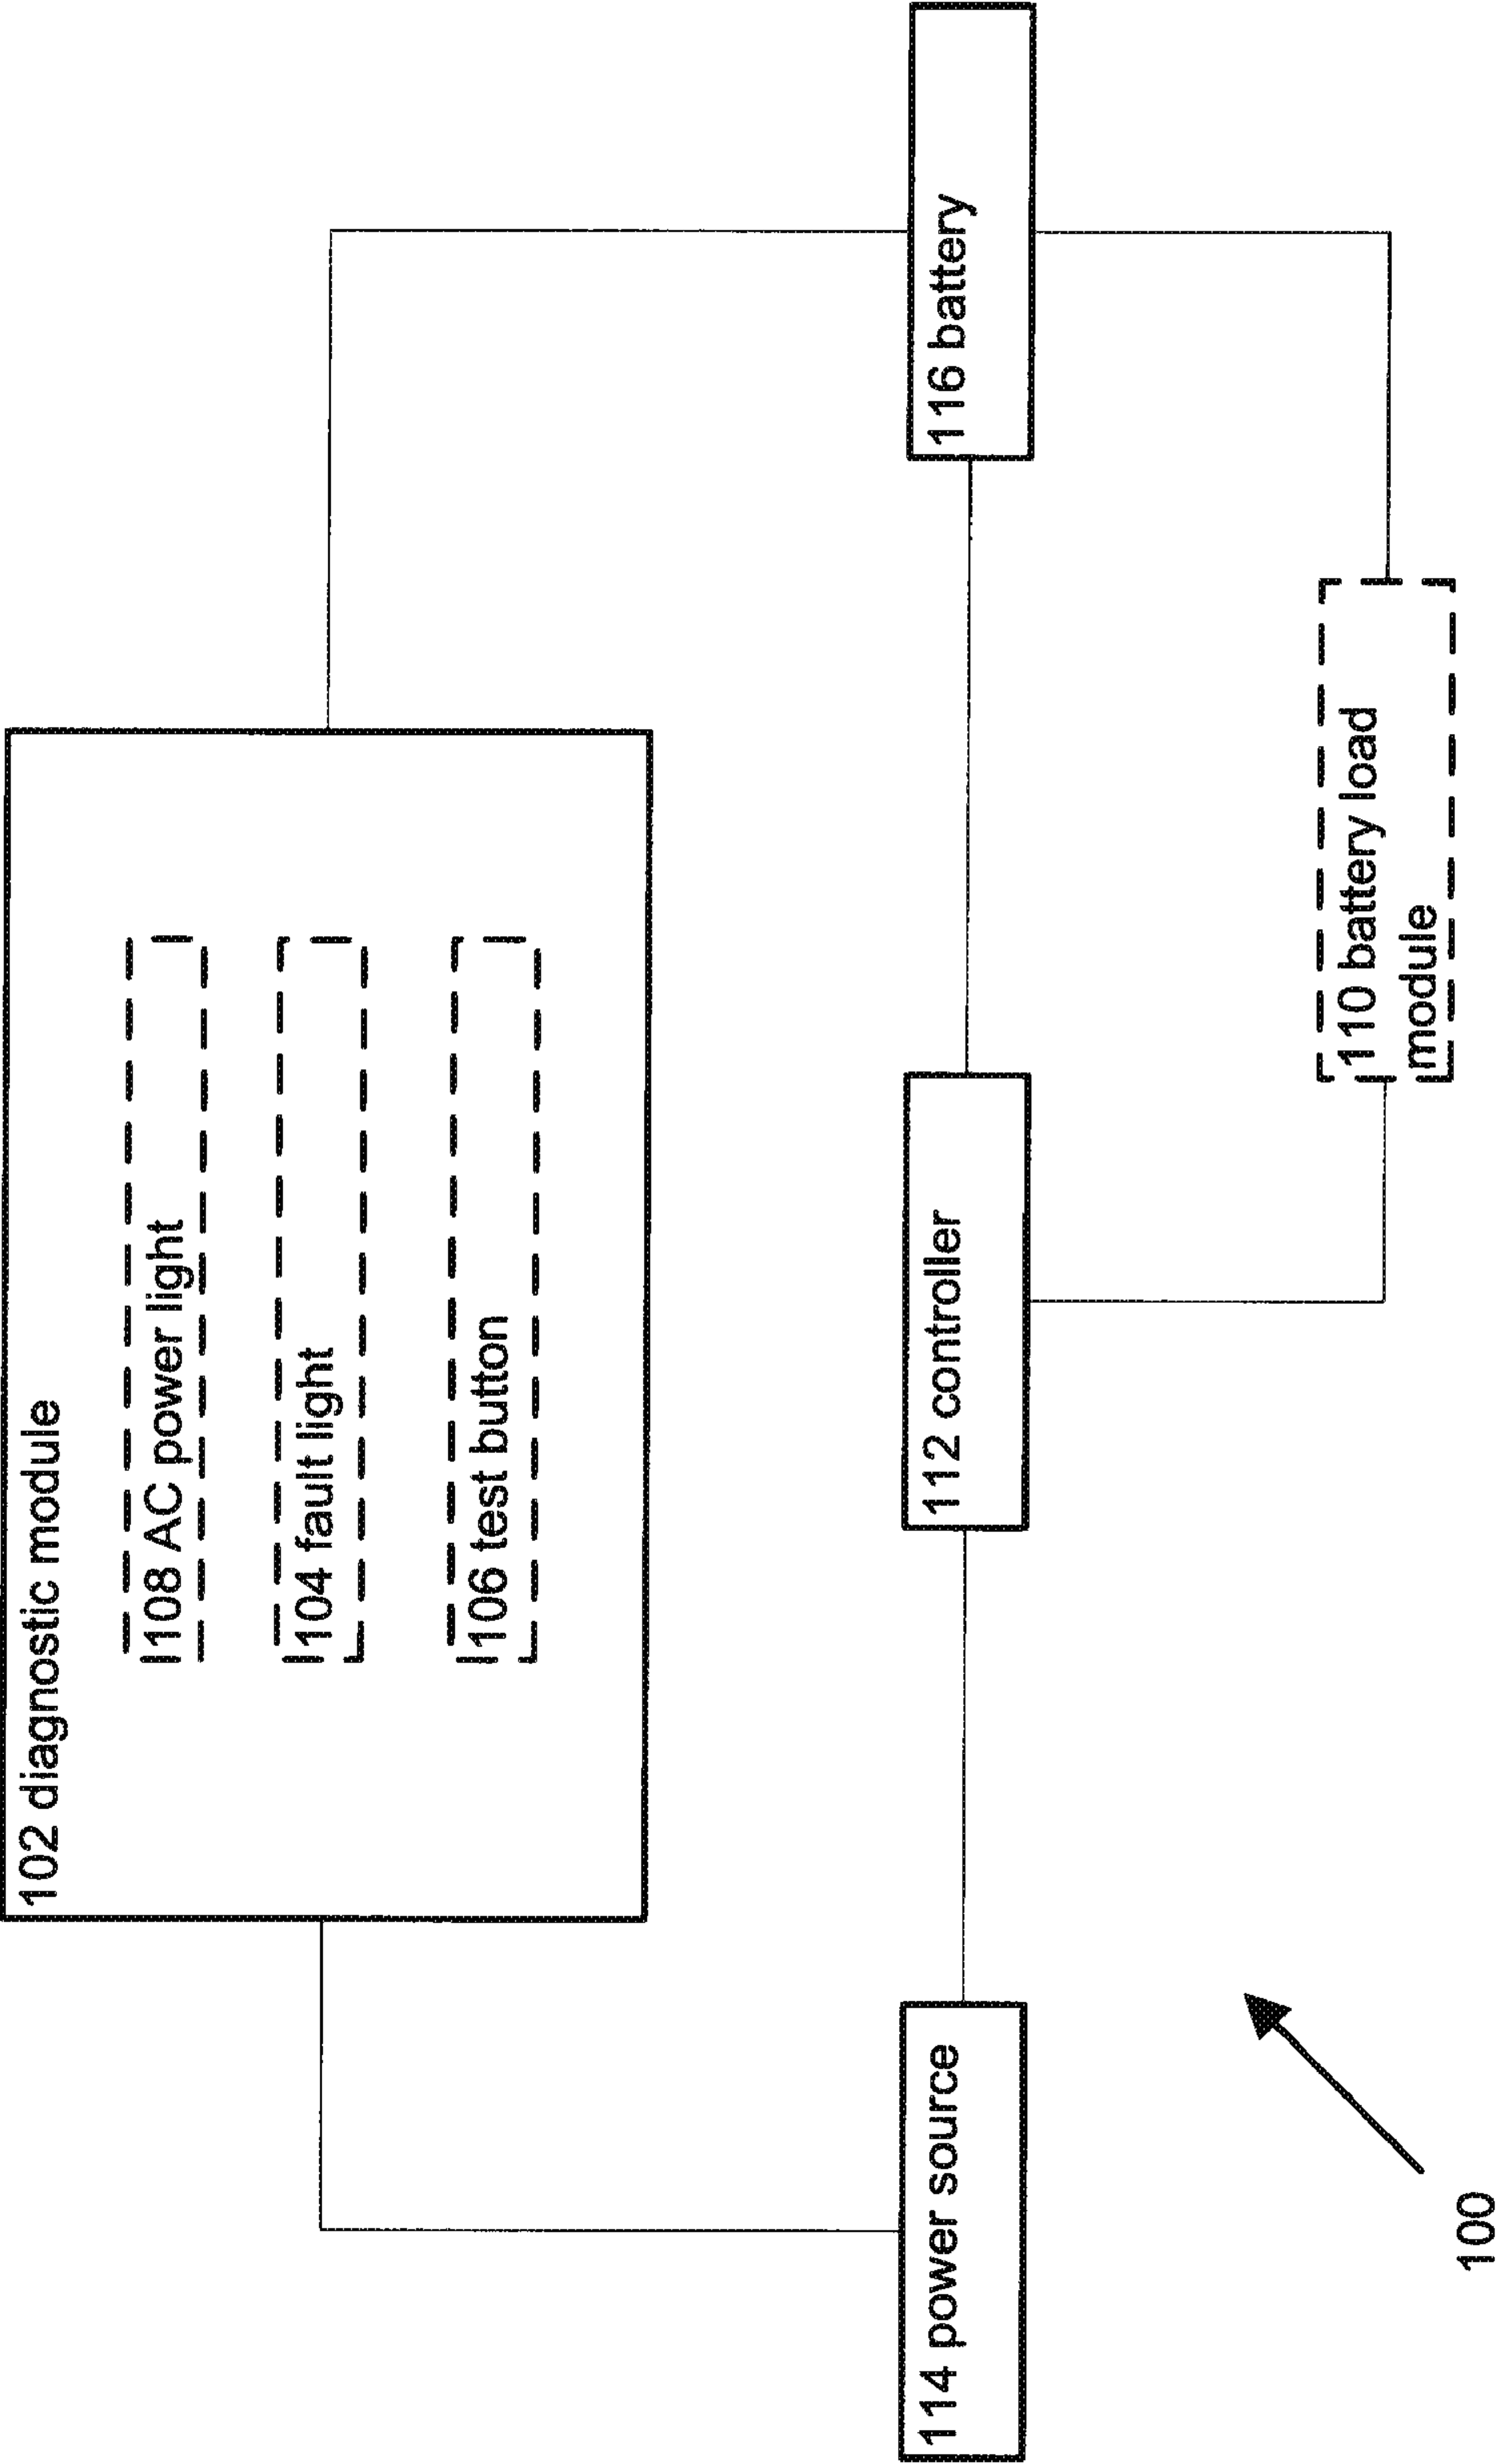 102 diagnostic module
108 AC power light
104 fault light
106 test button
114 power source
112 controller
116 battery
110 battery load
module
100